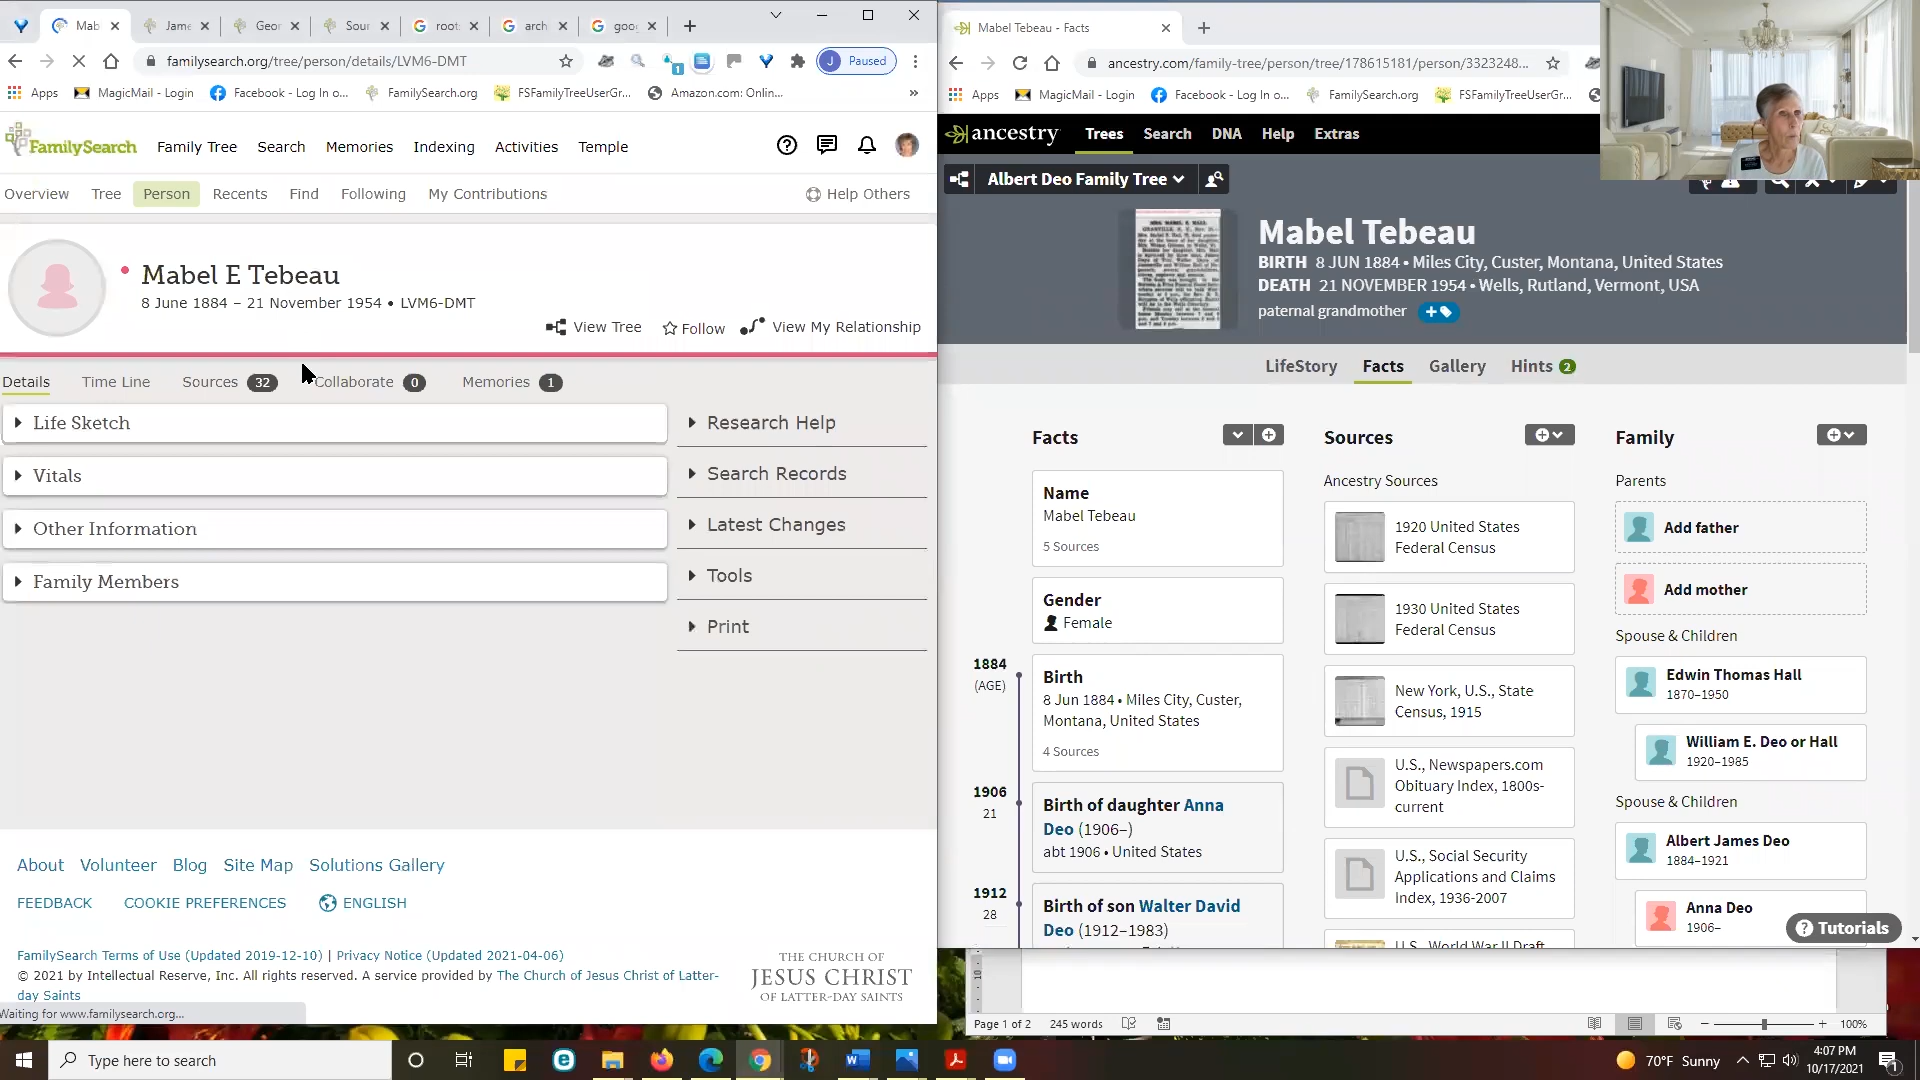 Mab
Jame
Geor
Sour
root
arch
goog
familysearch.org/tree/person/details/LVM6-DMT
J Paused
Apps
MagicMail - Login
Facebook - Log In o...
FamilySearch.org
FSFamilyTreeUserGr...
Amazon.com: Onlin...
»
FamilySearch
Family Tree
Search
Memories
Indexing
Activities
Temple
Overview
Tree
Person
Recents
Find
Following
My Contributions
Help Others
Mabel E Tebeau
8 June 1884 – 21 November 1954 • LVM6-DMT
View Tree
Follow
View My Relationship
Details
Time Line
Sources 32
Collaborate 0
Memories 1
Life Sketch
Vitals
Other Information
Family Members
Research Help
Search Records
Latest Changes
Tools
Print
About Volunteer Blog Site Map Solutions Gallery
FEEDBACK COOKIE PREFERENCES ENGLISH
FamilySearch Terms of Use (Updated 2019-12-10) | Privacy Notice (Updated 2021-04-06)
© 2021 by Intellectual Reserve, Inc. All rights reserved. A service provided by The Church of Jesus Christ of Latter-
day Saints
THE CHURCH OF
JESUS CHRIST
OF LATTER-DAY SAINTS
Waiting for www.familysearch.org...
Mabel Tebeau - Facts
ancestry.com/family-tree/person/tree/178615181/person/3323248...
Apps
MagicMail - Login
Facebook - Log In o...
FamilySearch.org
FSFamilyTreeUserGr...
ancestry
Trees
Search
DNA
Help
Extras
Albert Deo Family Tree
Mabel Tebeau
BIRTH 8 JUN 1884 • Miles City, Custer, Montana, United States
DEATH 21 NOVEMBER 1954 • Wells, Rutland, Vermont, USA
paternal grandmother
LifeStory
Facts
Gallery
Hints 2
Facts
Name
Mabel Tebeau
5 Sources
Gender
Female
1884
(AGE)
Birth
8 Jun 1884 • Miles City, Custer,
Montana, United States
4 Sources
1906
21
Birth of daughter Anna
Deo (1906–)
abt 1906 • United States
1912
28
Birth of son Walter David
Deo (1912–1983)
Sources
Ancestry Sources
1920 United States
Federal Census
1930 United States
Federal Census
New York, U.S., State
Census, 1915
U.S., Newspapers.com
Obituary Index, 1800s-
current
U.S., Social Security
Applications and Claims
Index, 1936-2007
U.S., World War II Draft
Family
Parents
Add father
Add mother
Spouse & Children
Edwin Thomas Hall
1870–1950
William E. Deo or Hall
1920–1985
Spouse & Children
Albert James Deo
1884–1921
Anna Deo
1906–
Tutorials
Page 1 of 2
245 words
100%
Type here to search
70°F Sunny
4:07 PM
10/17/2021
1